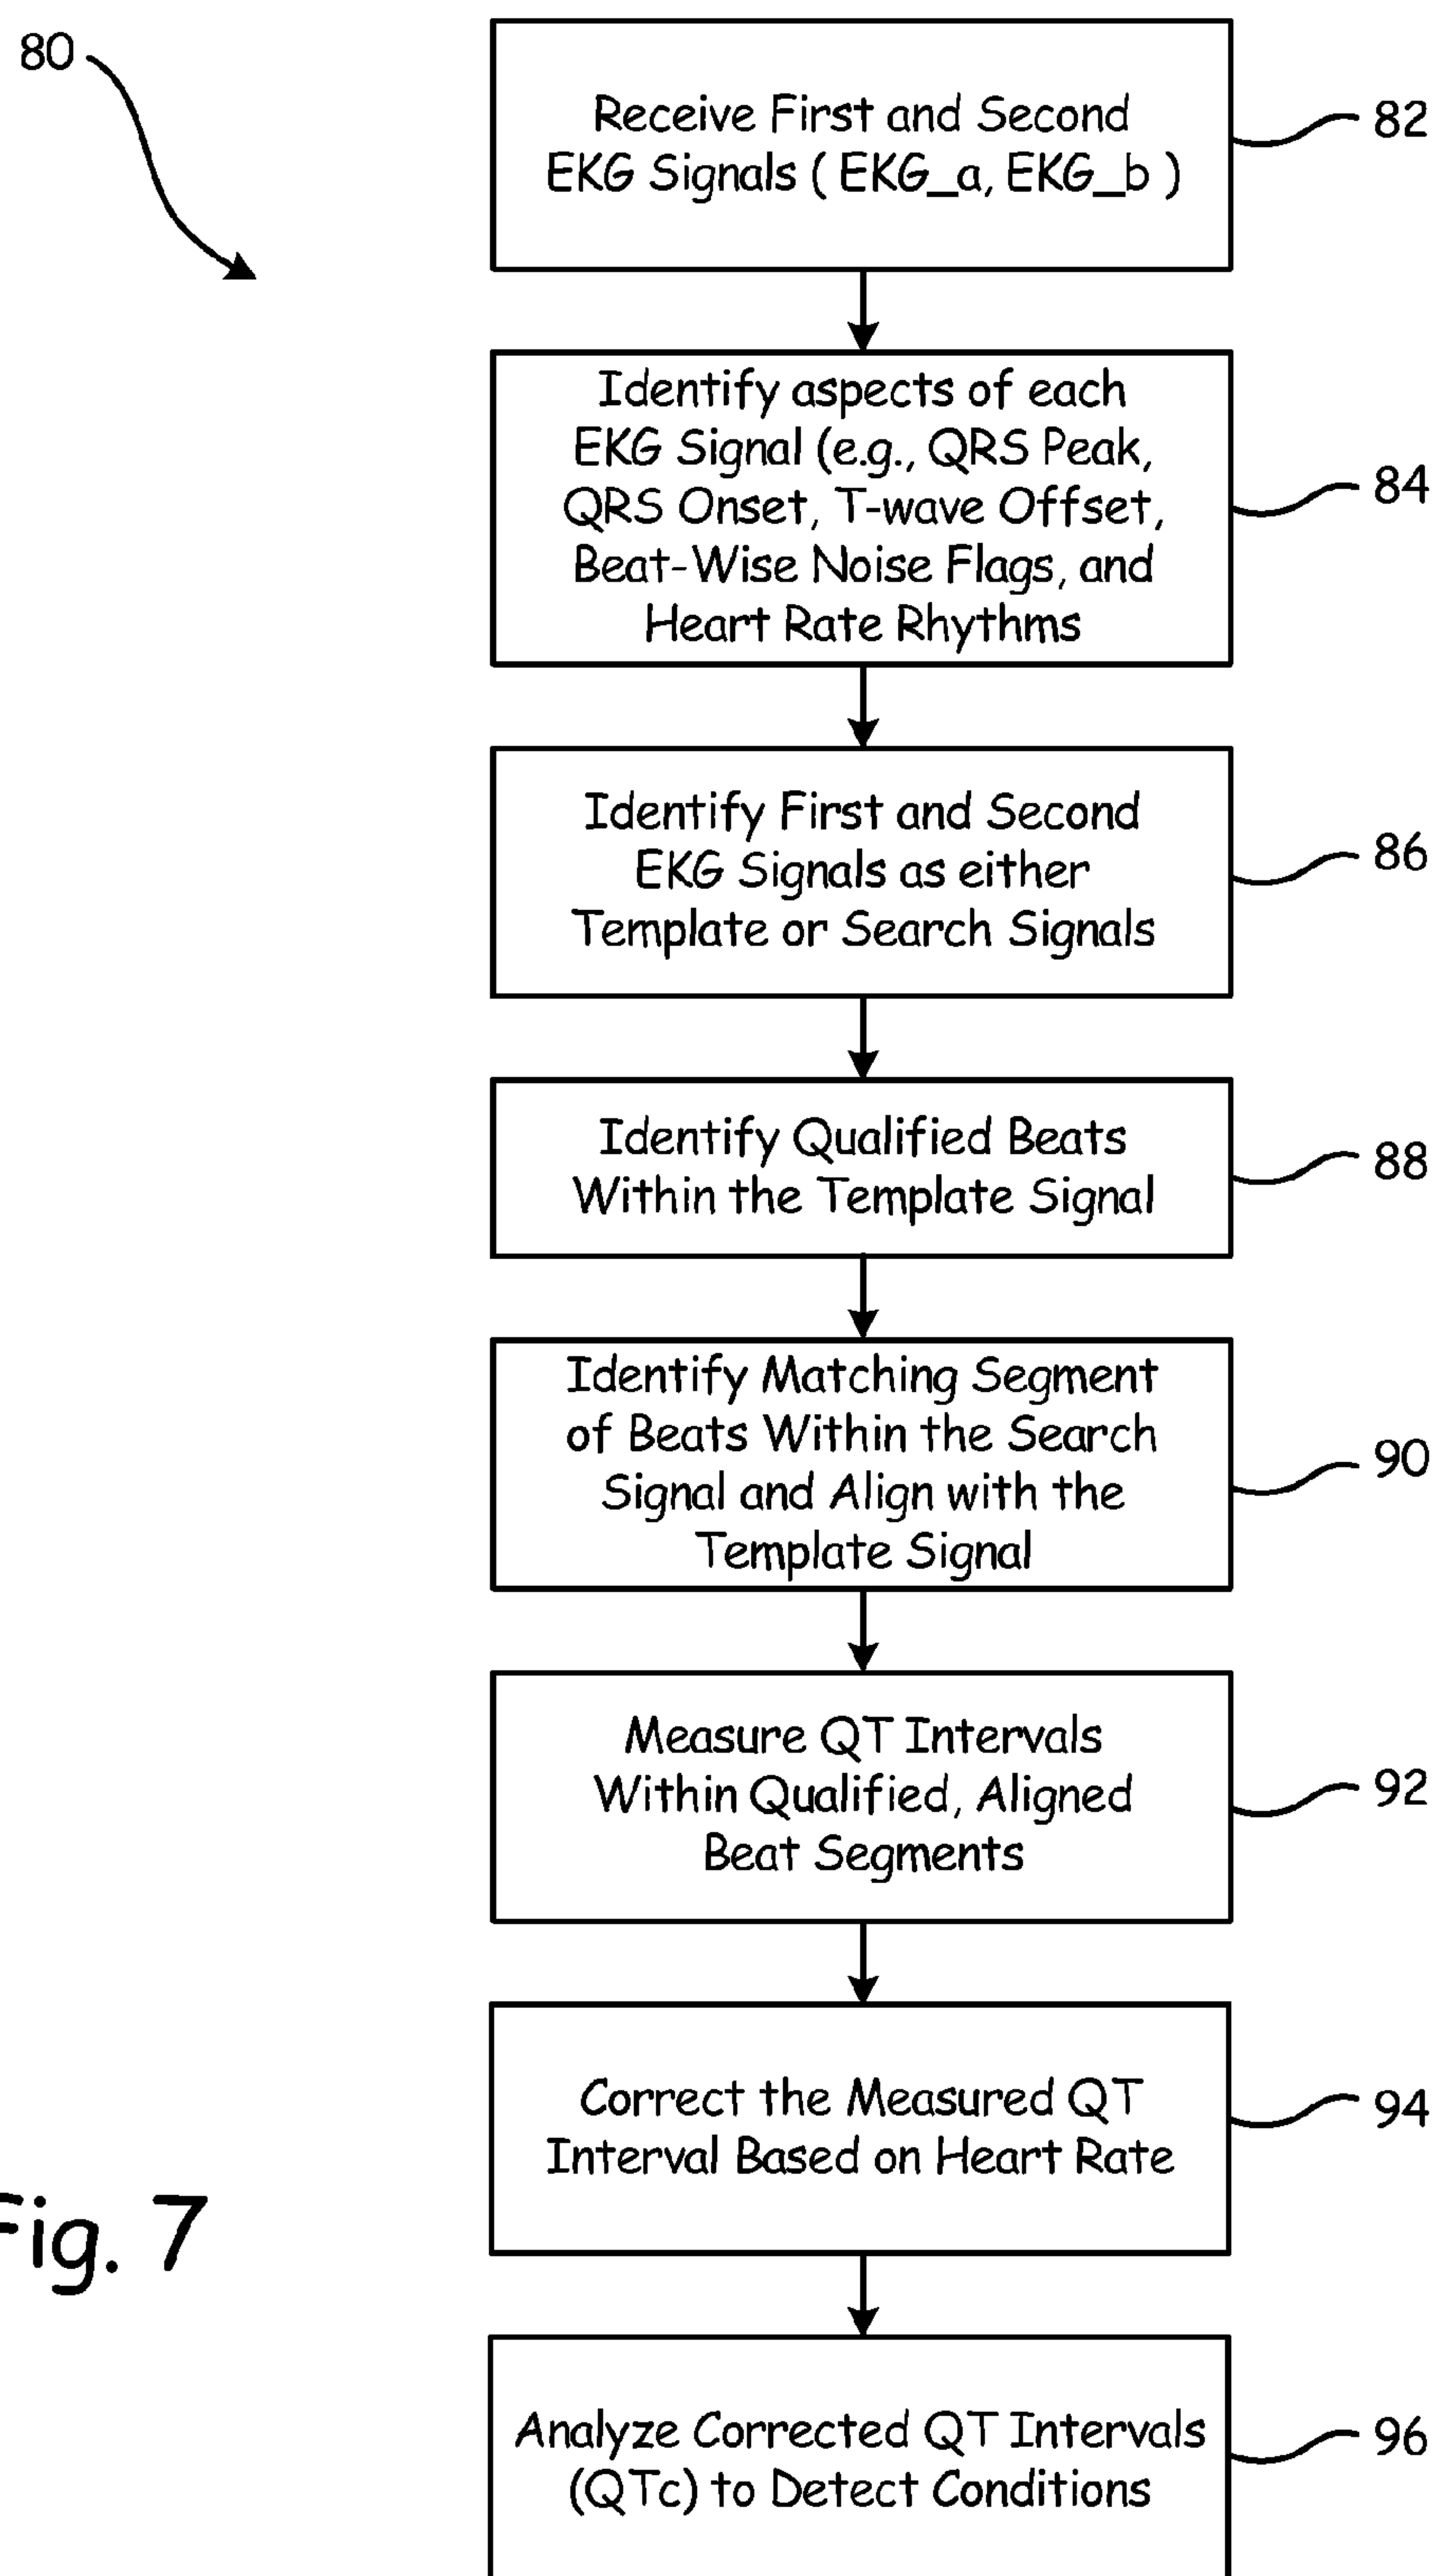 80
Receive First and Second
EKG Signals ( EKG_a, EKG_b )
82
Identify aspects of each
EKG Signal (e.g., QRS Peak,
QRS Onset, T-wave Offset,
Beat-Wise Noise Flags, and
Heart Rate Rhythms
84
Identify First and Second
EKG Signals as either
Template or Search Signals
86
Identify Qualified Beats
Within the Template Signal
88
Identify Matching Segment
of Beats Within the Search
Signal and Align with the
Template Signal
90
Measure QT Intervals
Within Qualified, Aligned
Beat Segments
92
Correct the Measured QT
Interval Based on Heart Rate
94
Fig. 7
Analyze Corrected QT Intervals
(QTc) to Detect Conditions
96